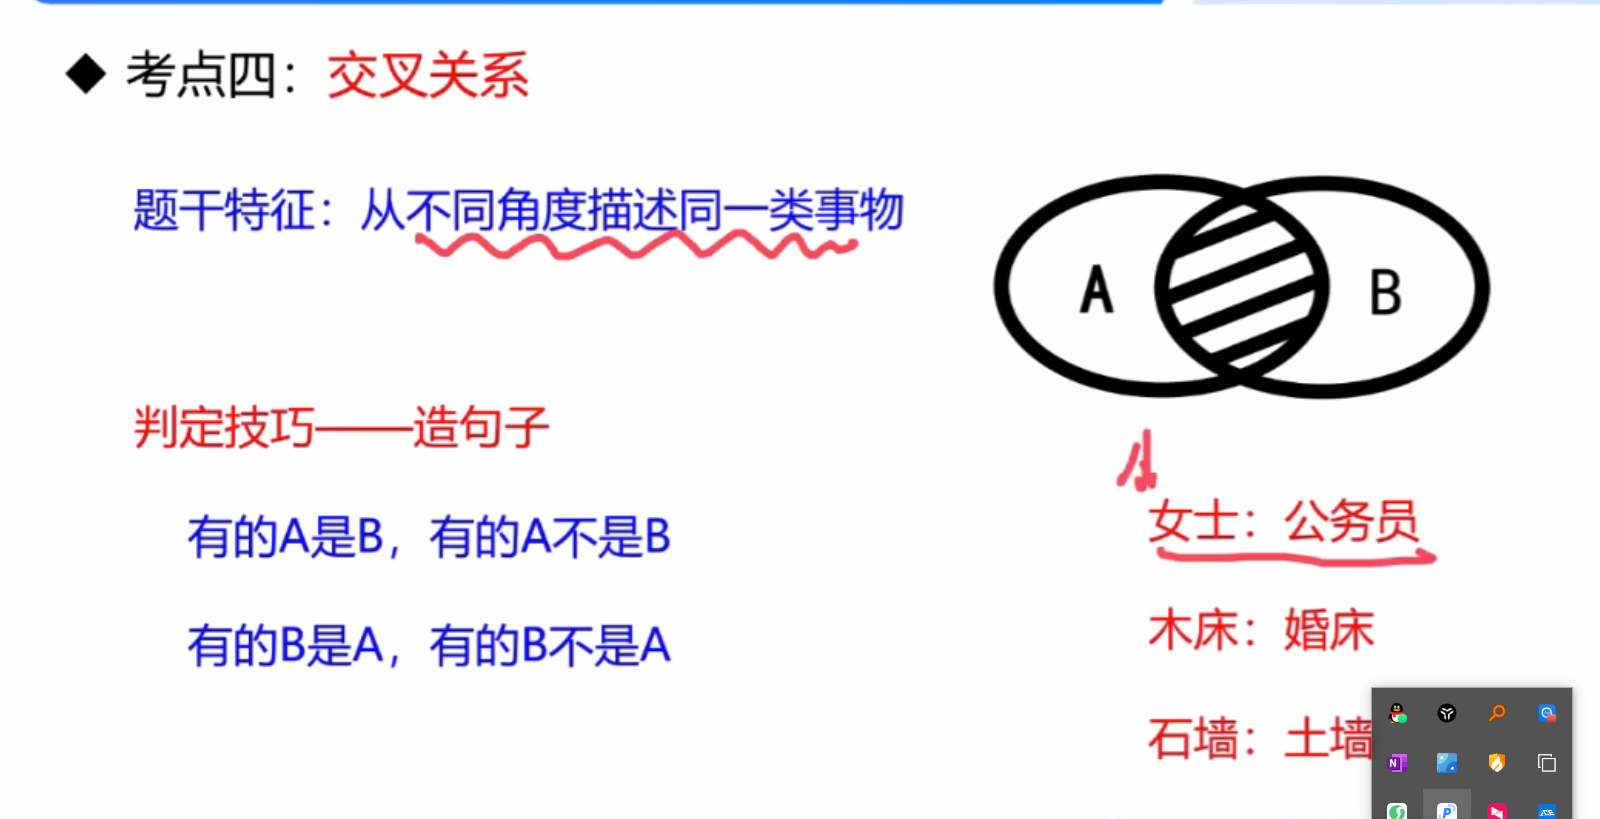 ◆ 考点四：交叉关系
题干特征：从不同角度描述同一类事物
A
B
判定技巧——造句子
有的A是B，有的A不是B
女士：公务员
有的B是A，有的B不是A
木床：婚床
石墙：土墙